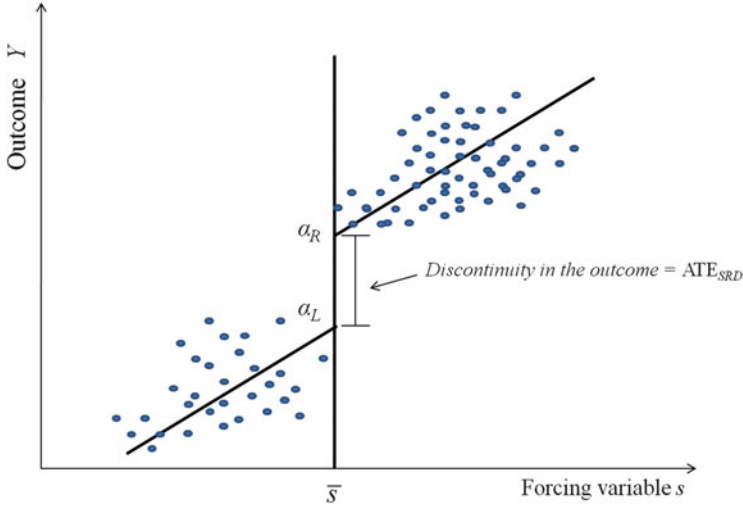 Outcome Y
α_R
Discontinuity in the outcome = ATE_SRD
α_L
s̅
Forcing variable s